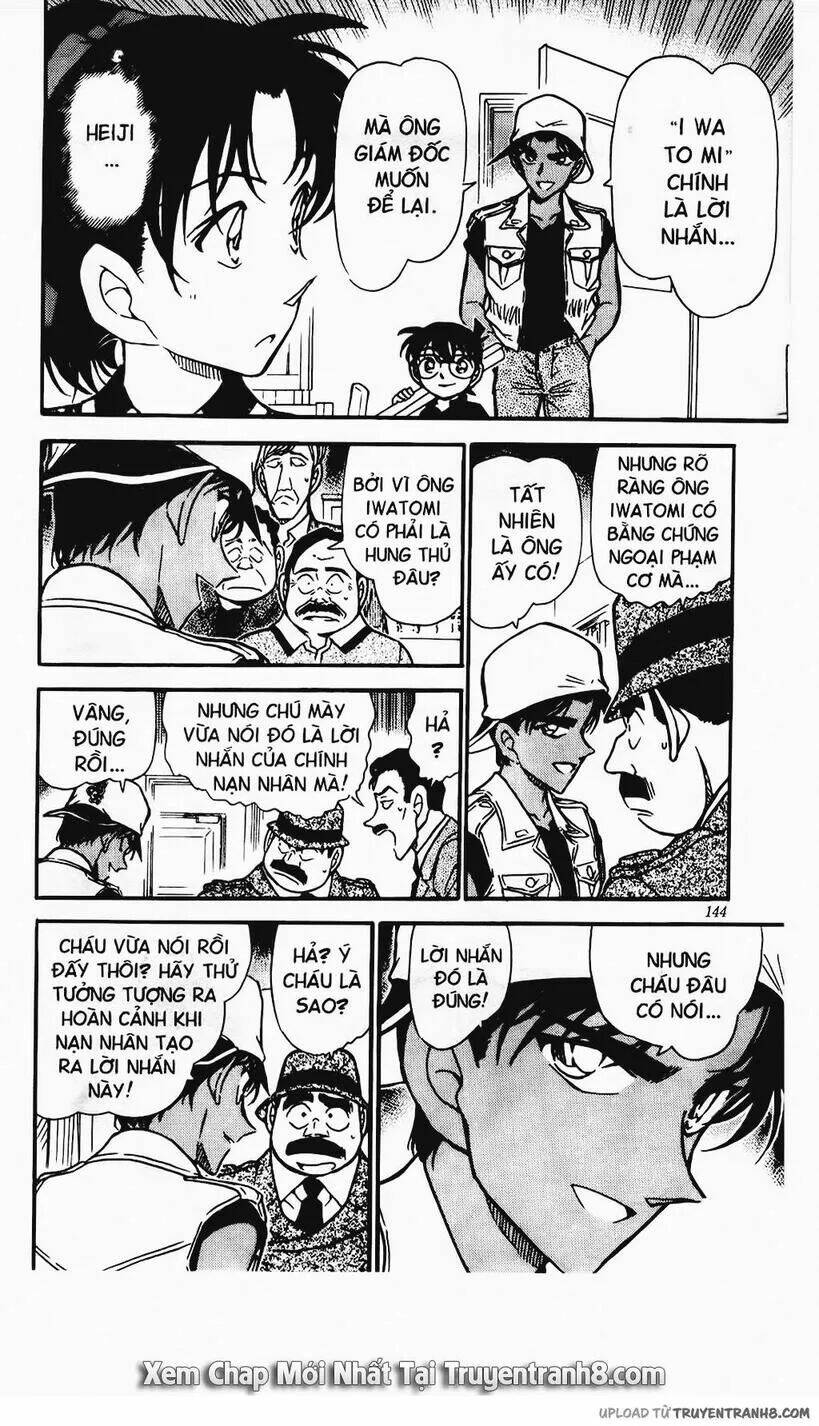 "I WA
TO MI"
CHÍNH
LÀ LỜI
NHẮN...
MÀ ÔNG
GIÁM ĐỐC
MUỐN
ĐỂ LẠI.
HEIJI
...
NHƯNG RÕ
RÀNG ÔNG
IWATOMI CÓ
BẰNG CHỨNG
NGOẠI PHẠM
CƠ MÀ...
TẤT
NHIÊN
LÀ ÔNG
ẤY CÓ!
BỞI VÌ ÔNG
IWATOMI
CÓ PHẢI LÀ
HUNG THỦ
ĐÂU?
HẢ
?
NHƯNG CHÚ MÀY
VỪA NÓI ĐÓ LÀ LỜI
NHẮN CỦA CHÍNH
NẠN NHÂN MÀ!
VÂNG,
ĐÚNG
RỒI...
144
NHƯNG
CHÁU ĐÂU
CÓ NÓI...
LỜI NHẮN
ĐÓ LÀ
ĐÚNG!
HẢ? Ý
CHÁU LÀ
SAO?
CHÁU VỪA NÓI RỒI
ĐẤY THÔI? HÃY THỬ
TƯỞNG TƯỢNG RA
HOÀN CẢNH KHI
NẠN NHÂN TẠO
RA LỜI NHẮN
NÀY!
Xem Chap Mới Nhất Tại Truyentranh8.com
UPLOAD TỪ TRUYENTRANH8.COM